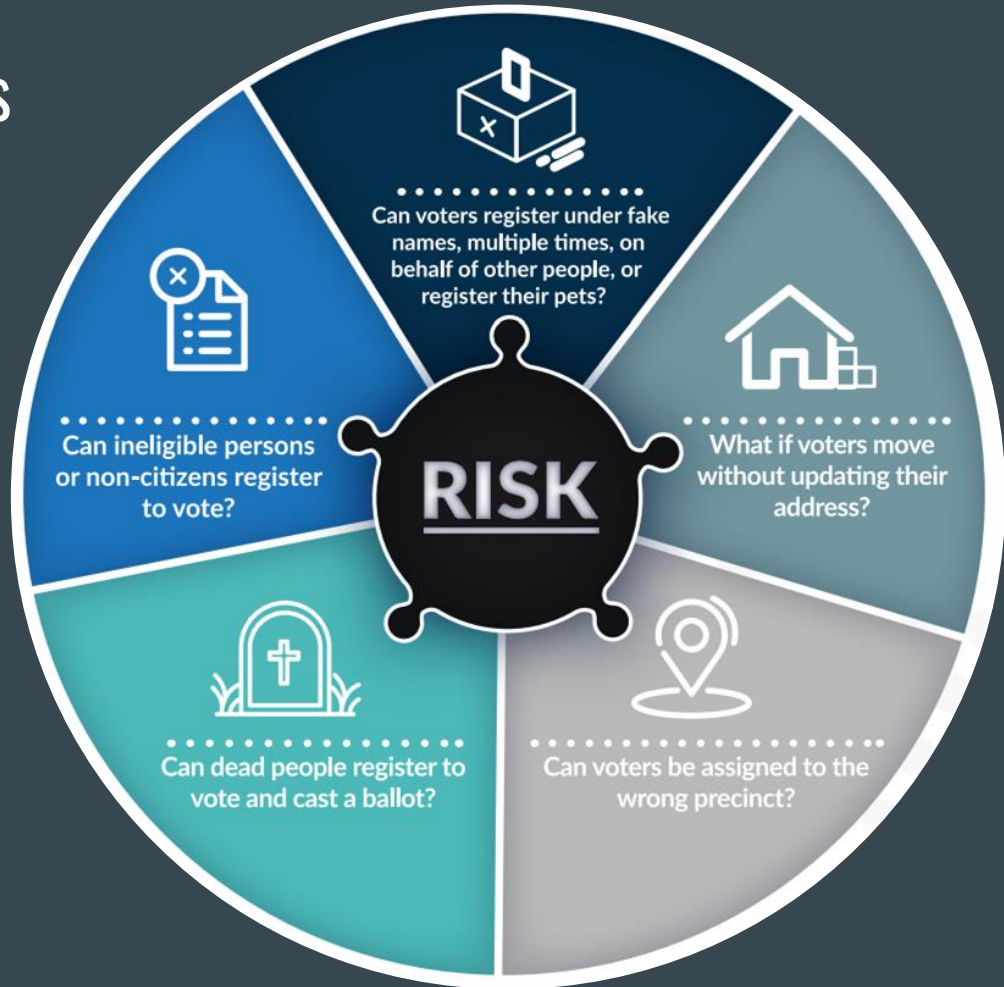 s
Can voters register under fake
names, multiple times, on
behalf of other people, or
register their pets?
Can ineligible persons
or non-citizens register
to vote?
RISK
What if voters move
without updating their
address?
Can dead people register to
vote and cast a ballot?
Can voters be assigned to the
wrong precinct?